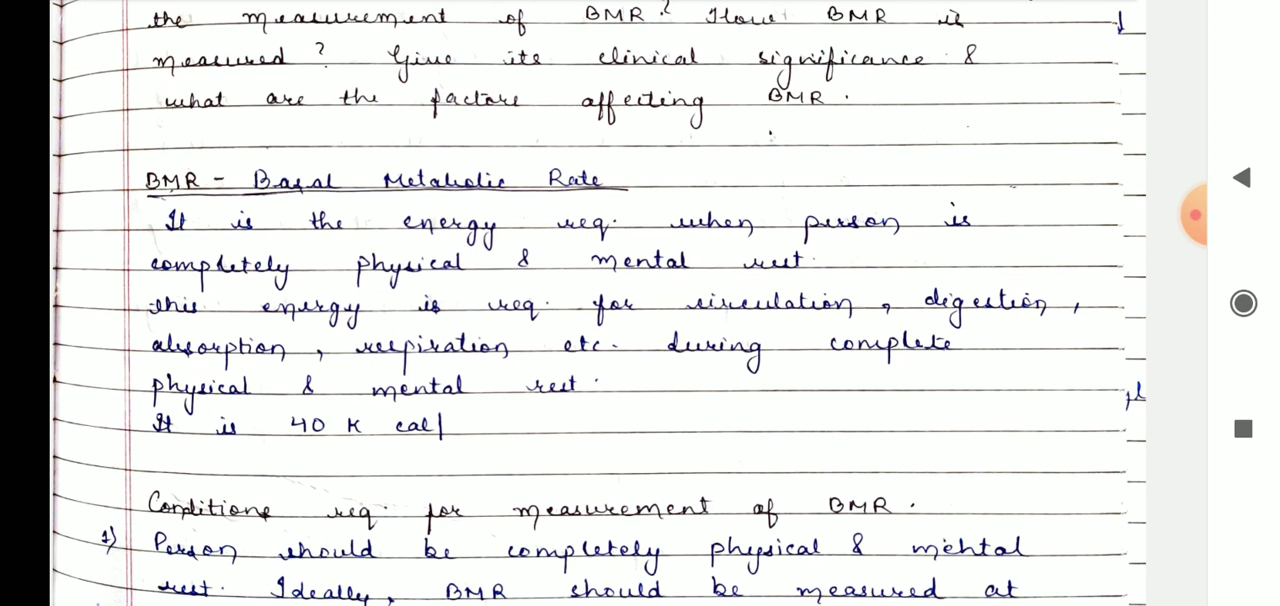 the measurement of BMR? How BMR is
measured? Give its clinical significance &
what are the factors affecting BMR.
BMR - Basal Metabolic Rate
It is the energy req. when person is
completely physical & mental rest.
this energy is req. for circulation, digestion,
absorption, respiration etc. during complete
physical & mental rest.
It is 40 K cal/
Conditions req. for measurement of BMR.
1) Person should be completely physical & mental
rest. Ideally, BMR should be measured at